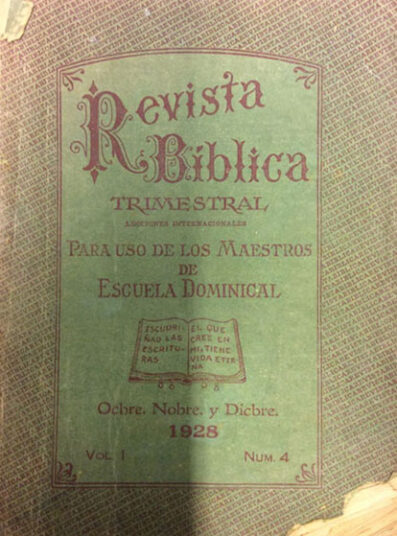 Revista
Bíblica
TRIMESTRAL
LECCIONES INTERNACIONALES
PARA USO DE LOS MAESTROS
DE
ESCUELA DOMINICAL
ESCUDRI-
ÑAD LAS
ESCRITU-
RAS
EL QUE
CREE EN
MI, TIENE
VIDA ETER
NA
Ocbre. Nobre. y Dicbre.
1928
VOL. I
NUM. 4